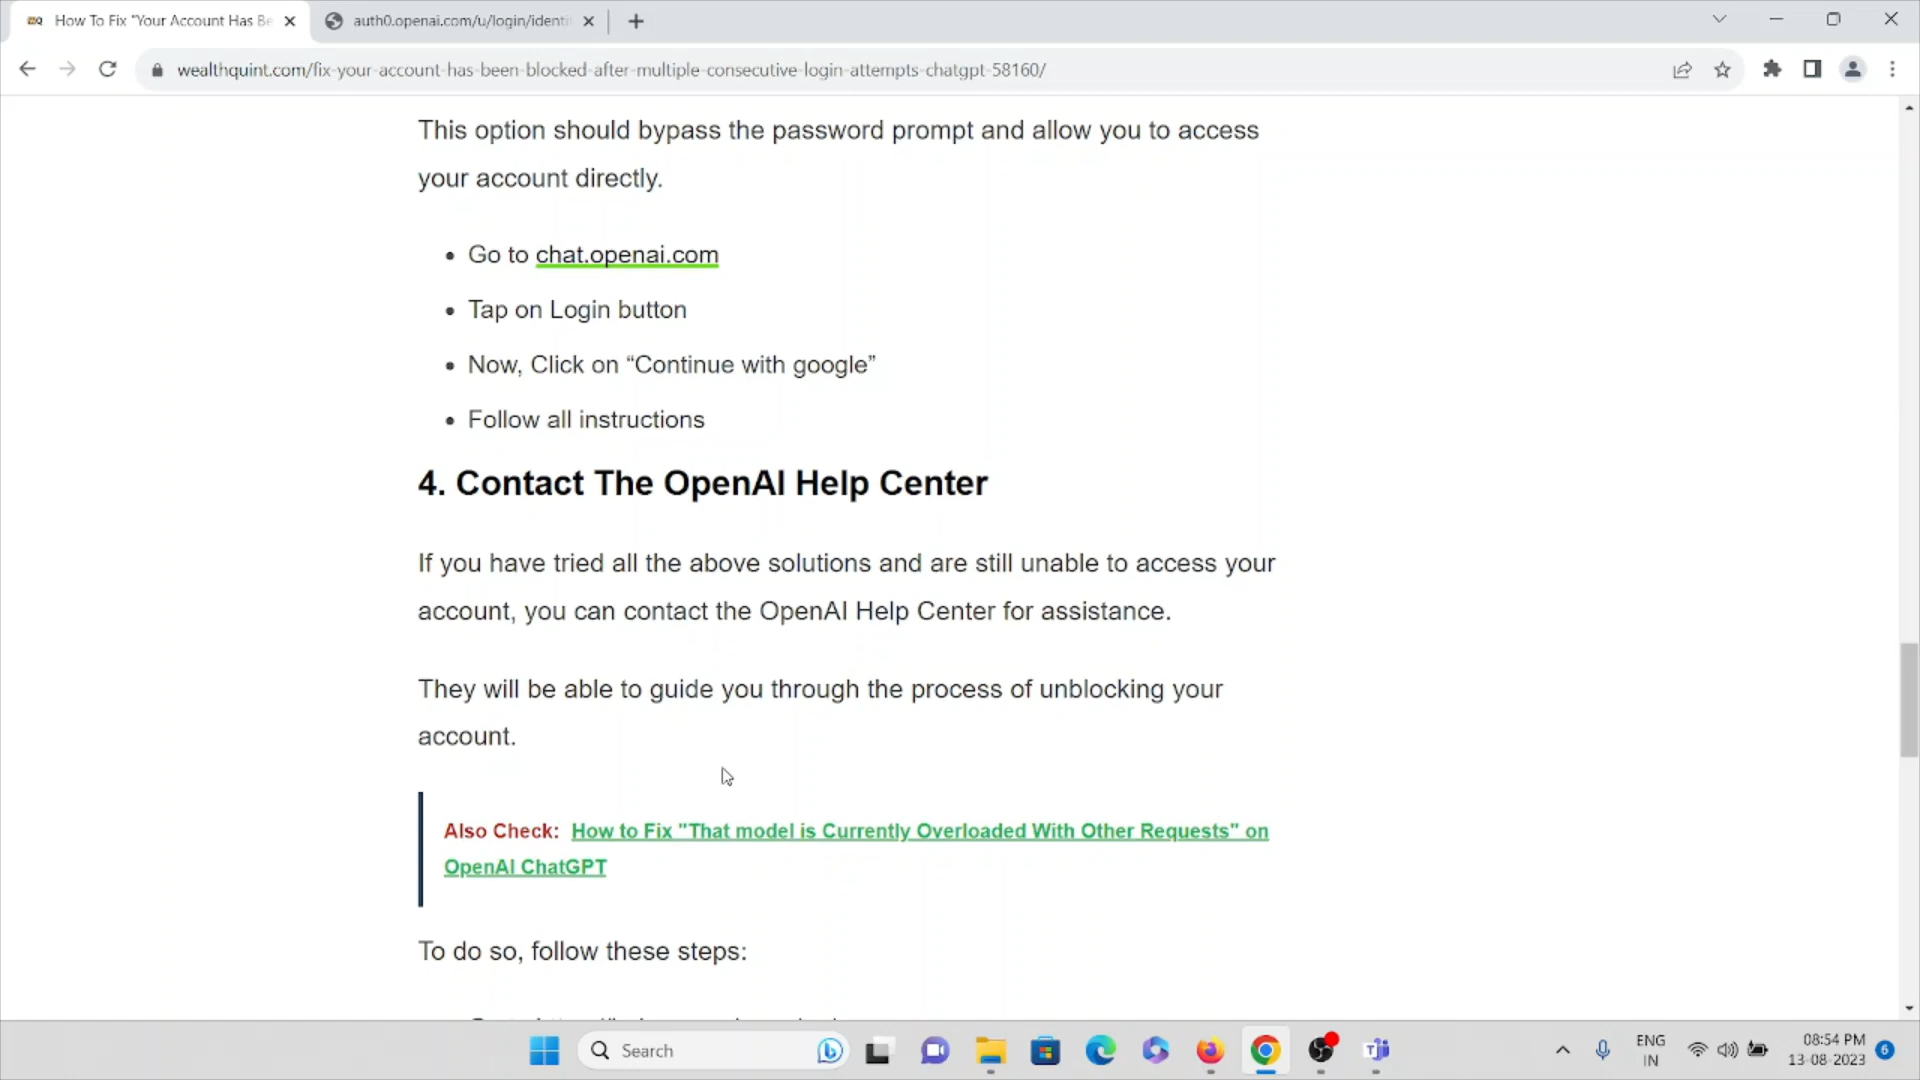 How To Fix "Your Account Has Be
auth0.openai.com/u/login/identi
wealthquint.com/fix-your-account-has-been-blocked-after-multiple-consecutive-login-attempts-chatgpt-58160/
This option should bypass the password prompt and allow you to access
your account directly.
• Go to chat.openai.com
• Tap on Login button
• Now, Click on “Continue with google”
• Follow all instructions
4. Contact The OpenAI Help Center
If you have tried all the above solutions and are still unable to access your
account, you can contact the OpenAI Help Center for assistance.
They will be able to guide you through the process of unblocking your
account.
Also Check: How to Fix "That model is Currently Overloaded With Other Requests" on
OpenAI ChatGPT
To do so, follow these steps:
Search
ENG
IN
08:54 PM
13-08-2023
6